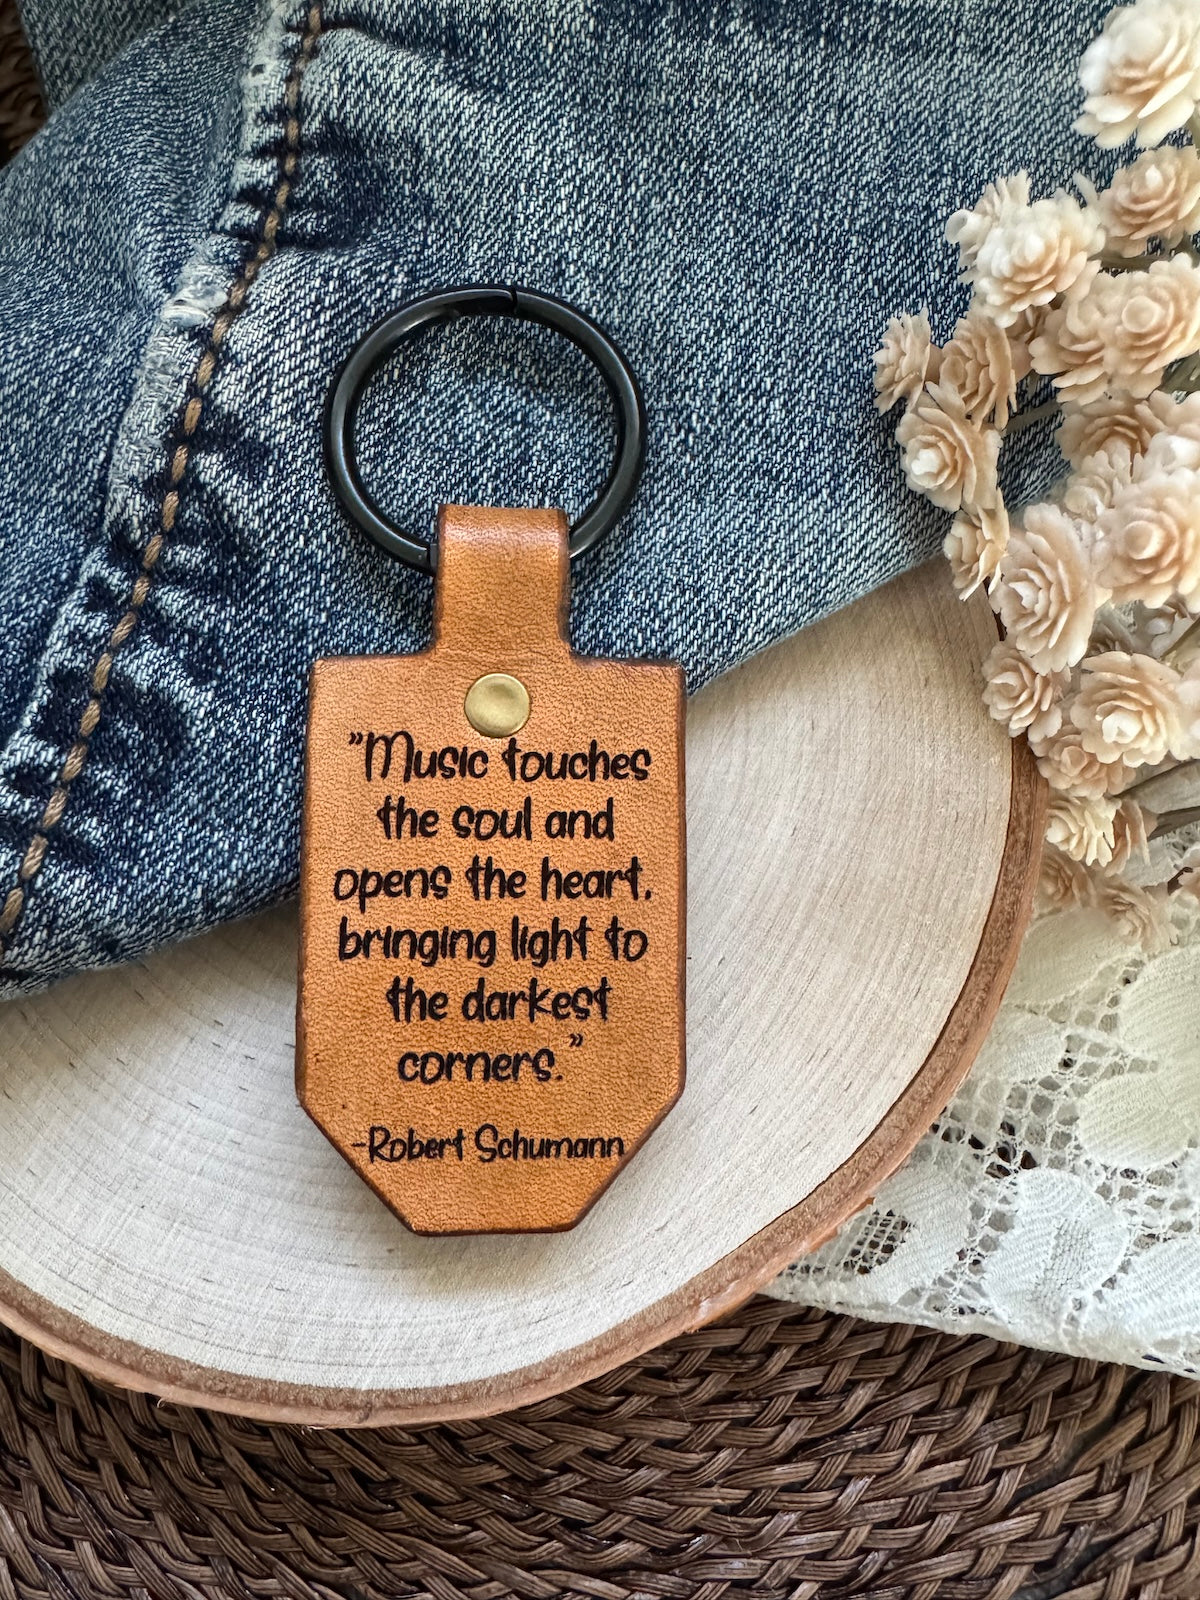 "Music touches
the soul and
opens the heart,
bringing light to
the darkest
corners."
-Robert Schumann